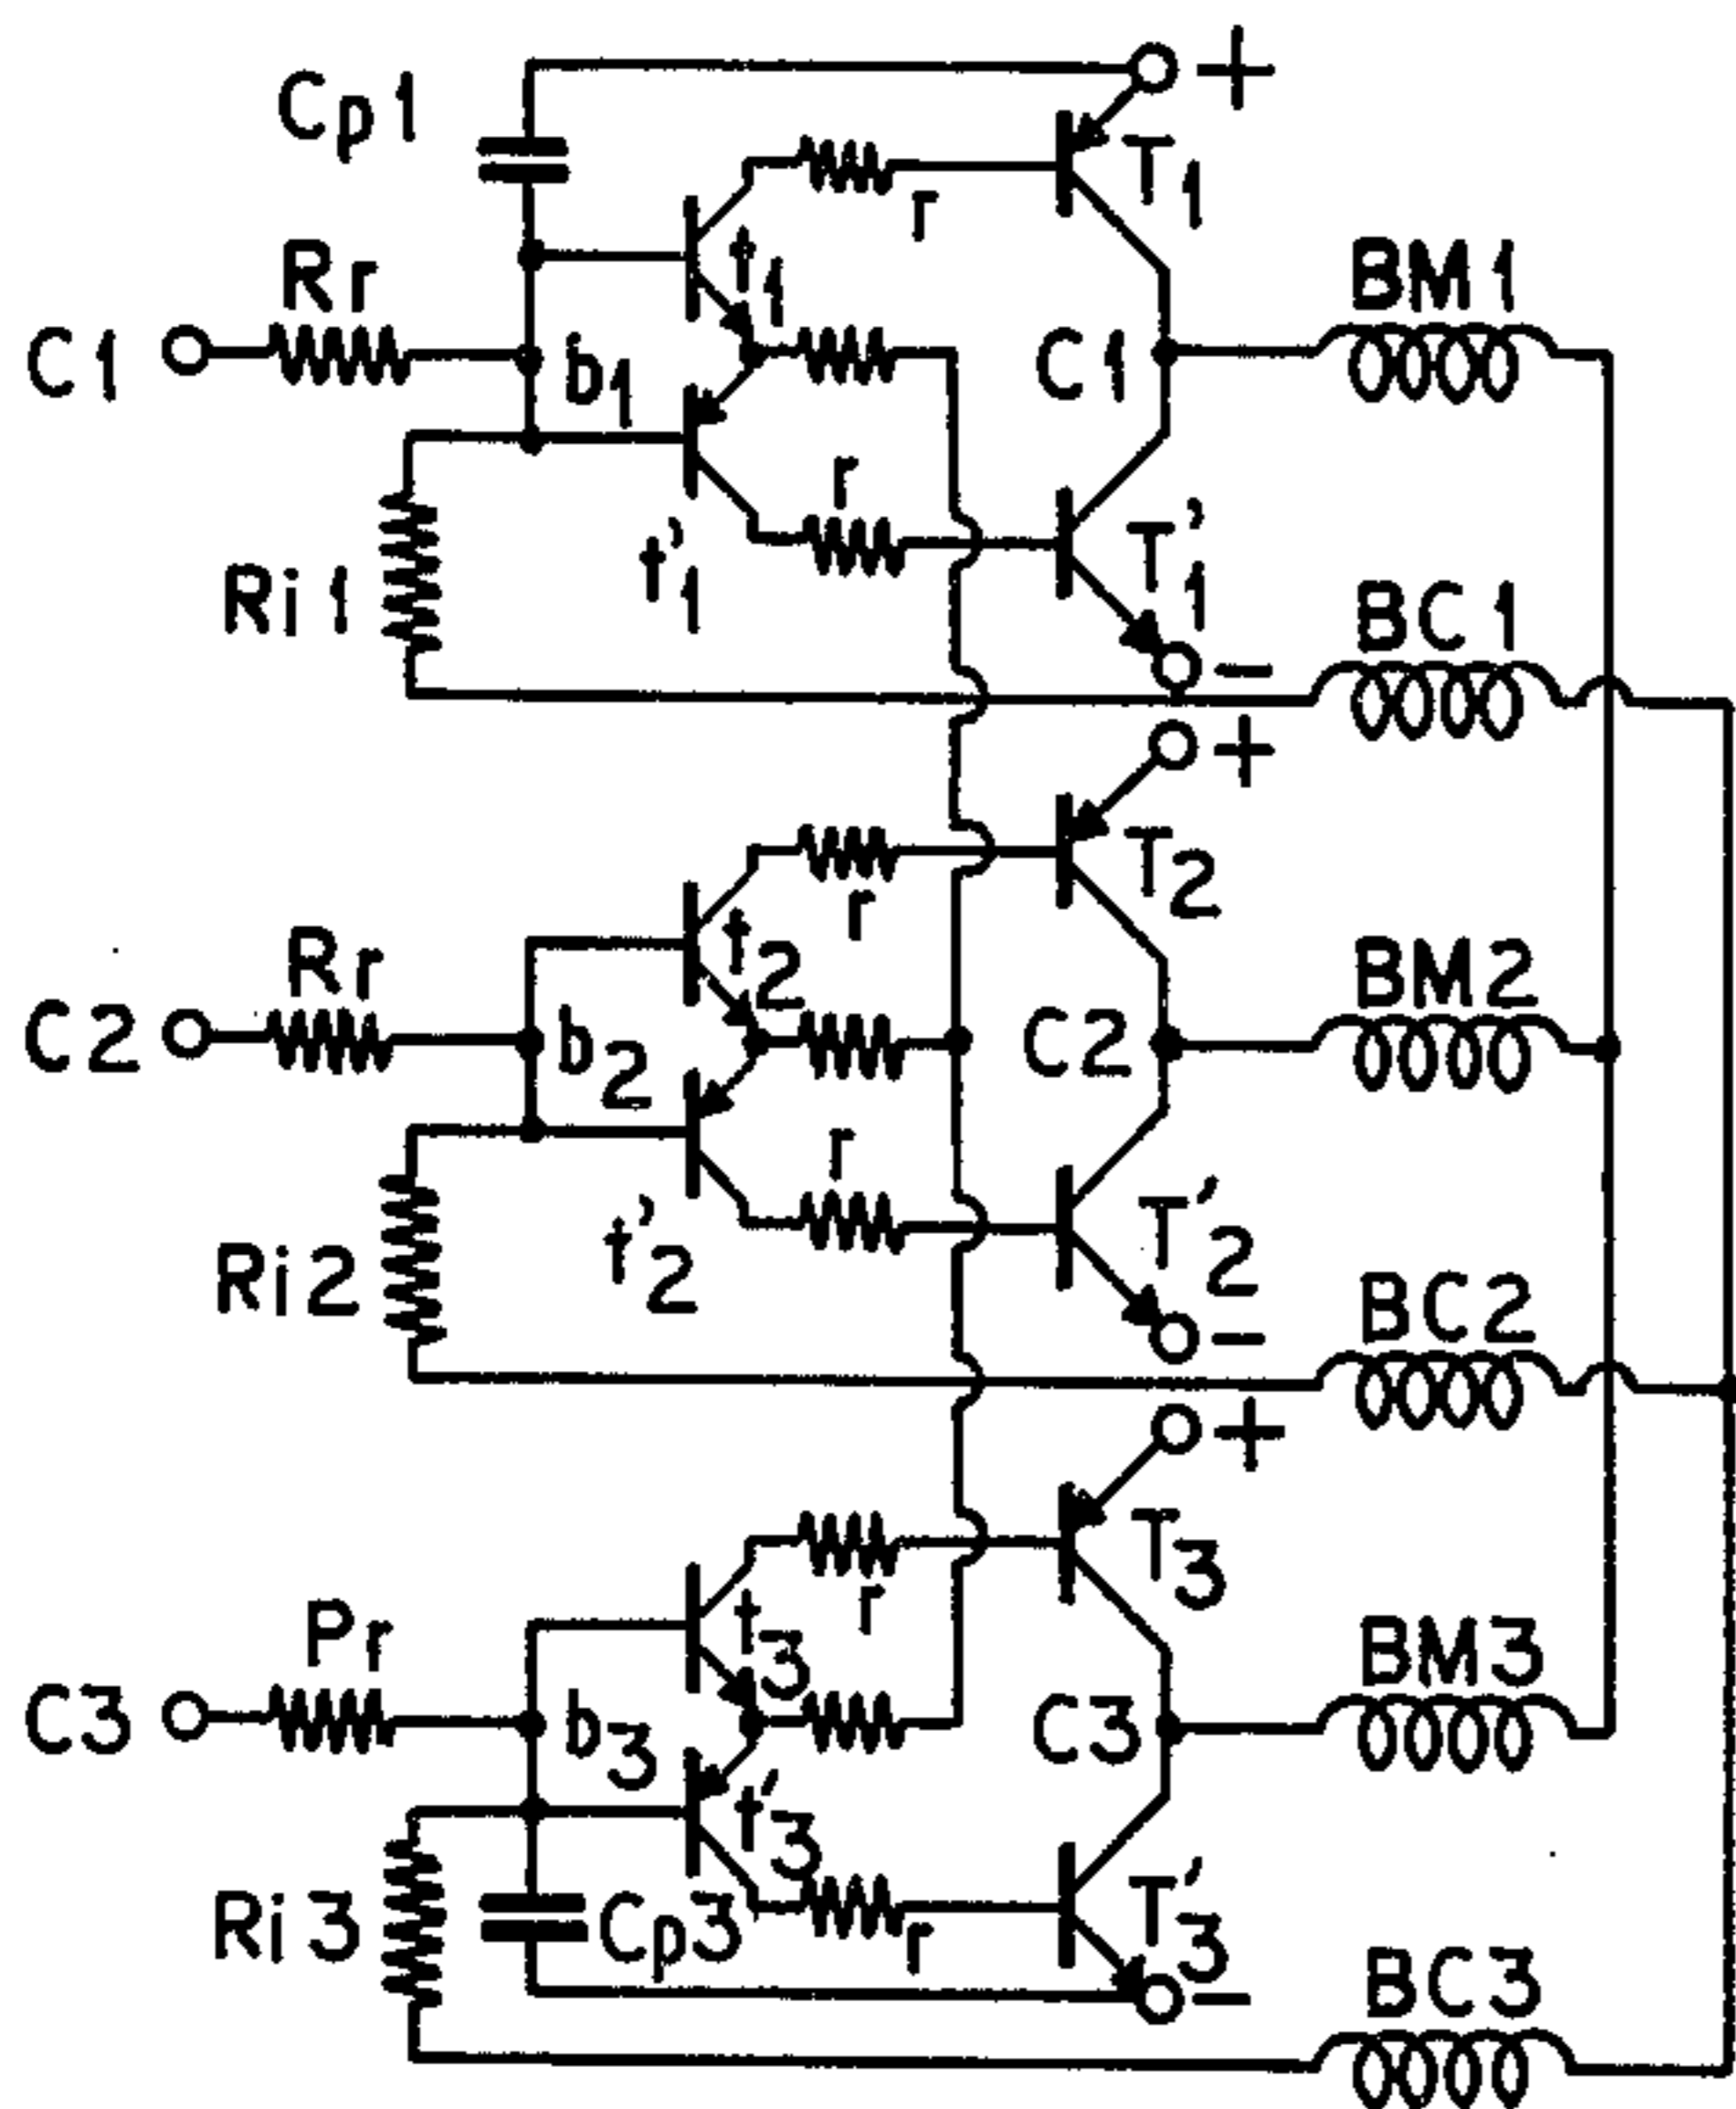 Cp1
+
T1
r
t1
Rr
BM1
C1
b1
C1
r
t'1
T'1
Ri1
BC1
-
+
T2
r
t2
Rr
BM2
C2
b2
C2
r
t'2
T'2
Ri2
BC2
-
+
T3
r
t3
Pr
BM3
C3
b3
C3
t'3
T'3
Ri3
Cp3
r
BC3
-